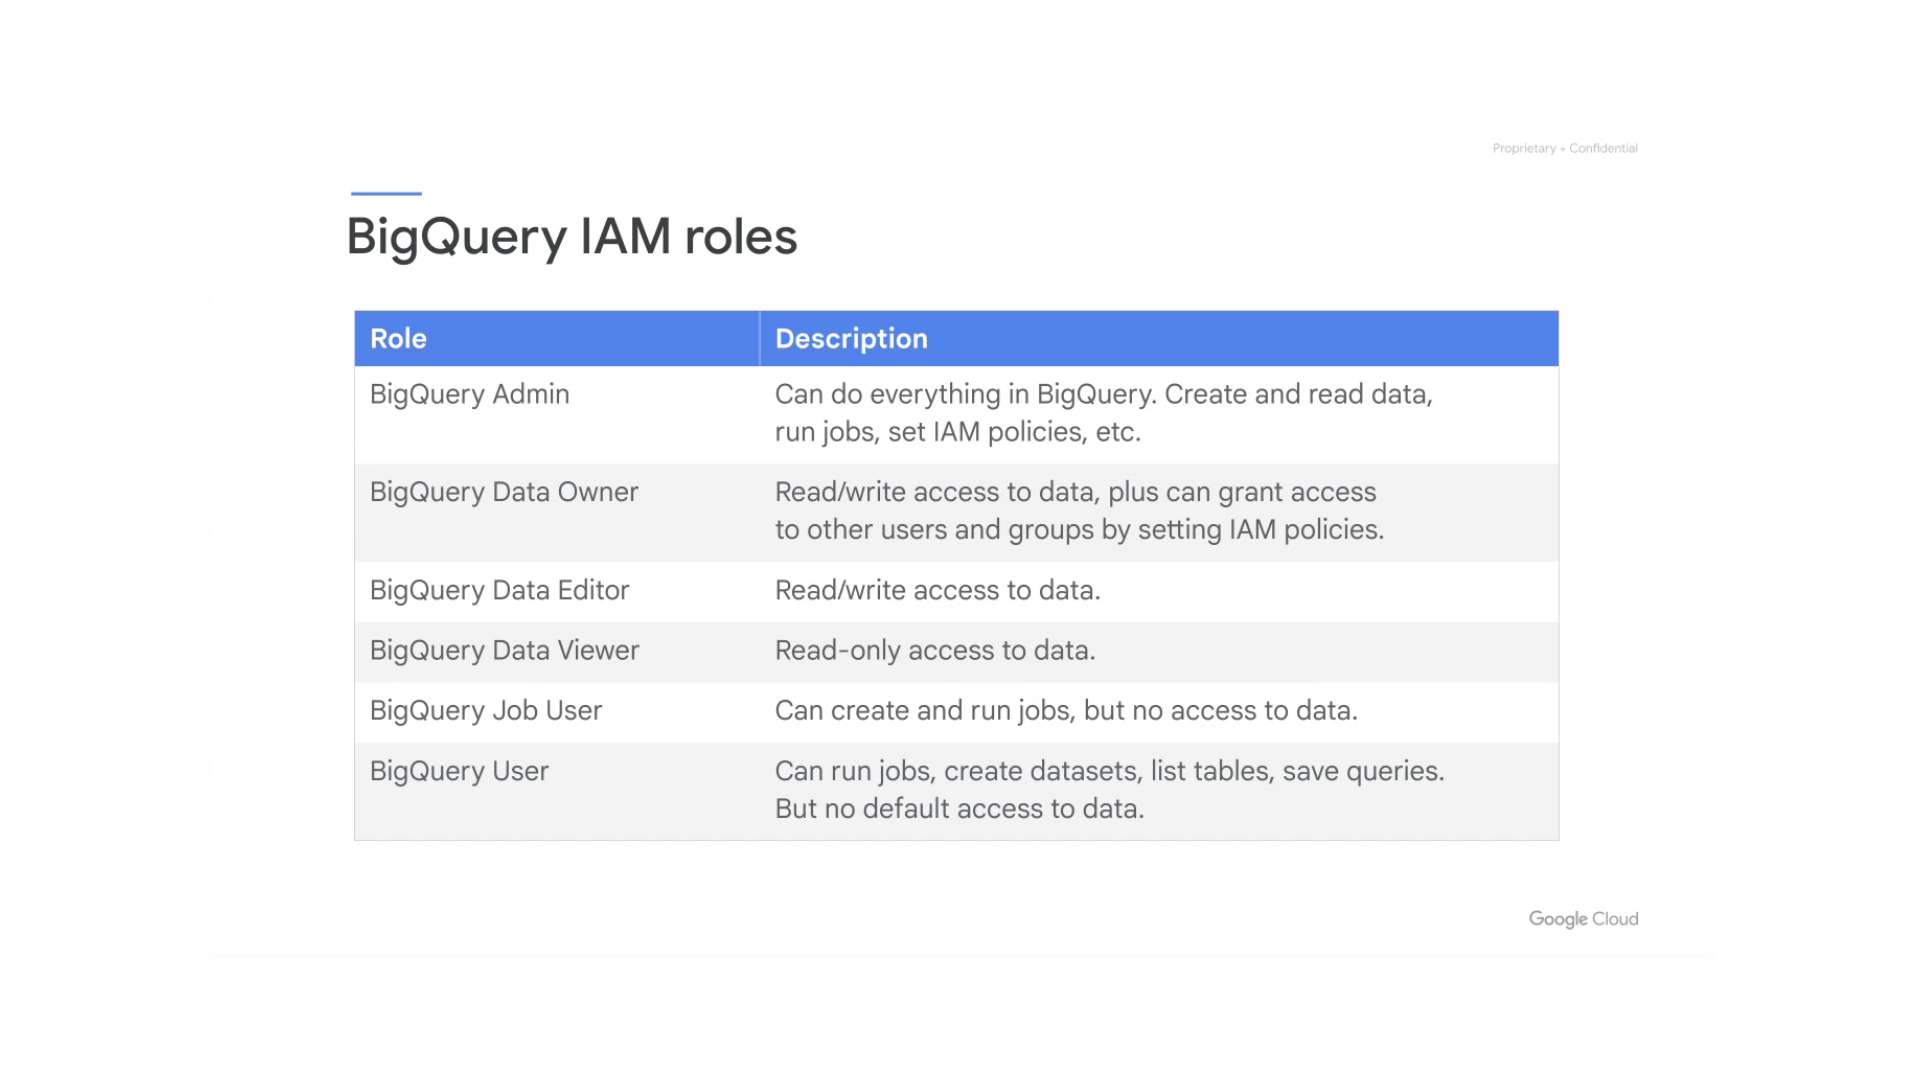 Proprietary + Confidential
BigQuery IAM roles
Role
Description
BigQuery Admin
Can do everything in BigQuery. Create and read data,
run jobs, set IAM policies, etc.
BigQuery Data Owner
Read/write access to data, plus can grant access
to other users and groups by setting IAM policies.
BigQuery Data Editor
Read/write access to data.
BigQuery Data Viewer
Read-only access to data.
BigQuery Job User
Can create and run jobs, but no access to data.
BigQuery User
Can run jobs, create datasets, list tables, save queries.
But no default access to data.
Google Cloud